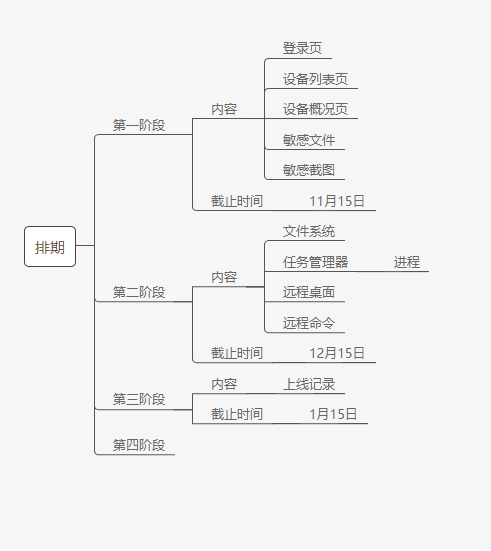 排期
第一阶段
内容
登录页
设备列表页
设备概况页
敏感文件
敏感截图
截止时间
11月15日
第二阶段
内容
文件系统
任务管理器
进程
远程桌面
远程命令
截止时间
12月15日
第三阶段
内容
上线记录
截止时间
1月15日
第四阶段